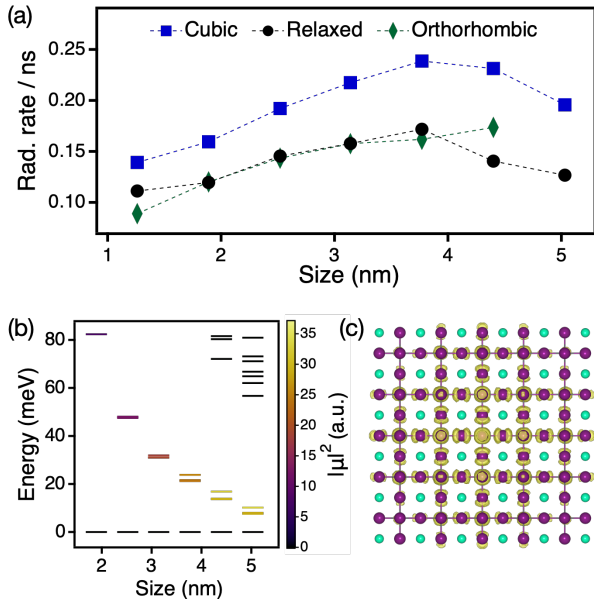 (a)
Cubic Relaxed Orthorhombic
Rad. rate / ns
0.25
0.20
0.15
0.10
1 2 3 4 5
Size (nm)
(b)
Energy (meV)
80
60
40
20
0
2 3 4 5
Size (nm)
35
30
25
20
15
10
5
0
|μ|² (a.u.)
(c)